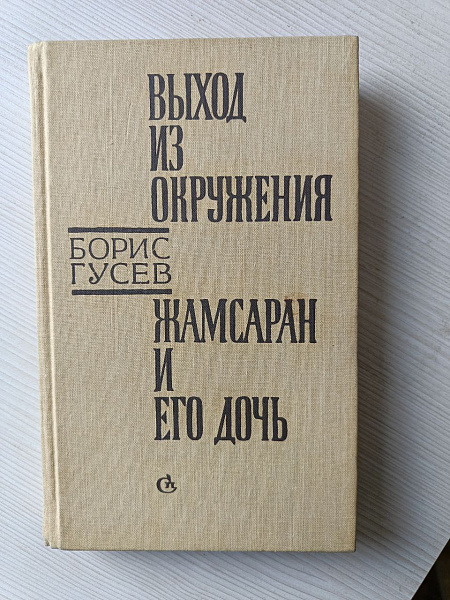 ВЫХОД
ИЗ
ОКРУЖЕНИЯ
БОРИС
ГУСЕВ
ЖАМСАРАН
И
ЕГО ДОЧЬ